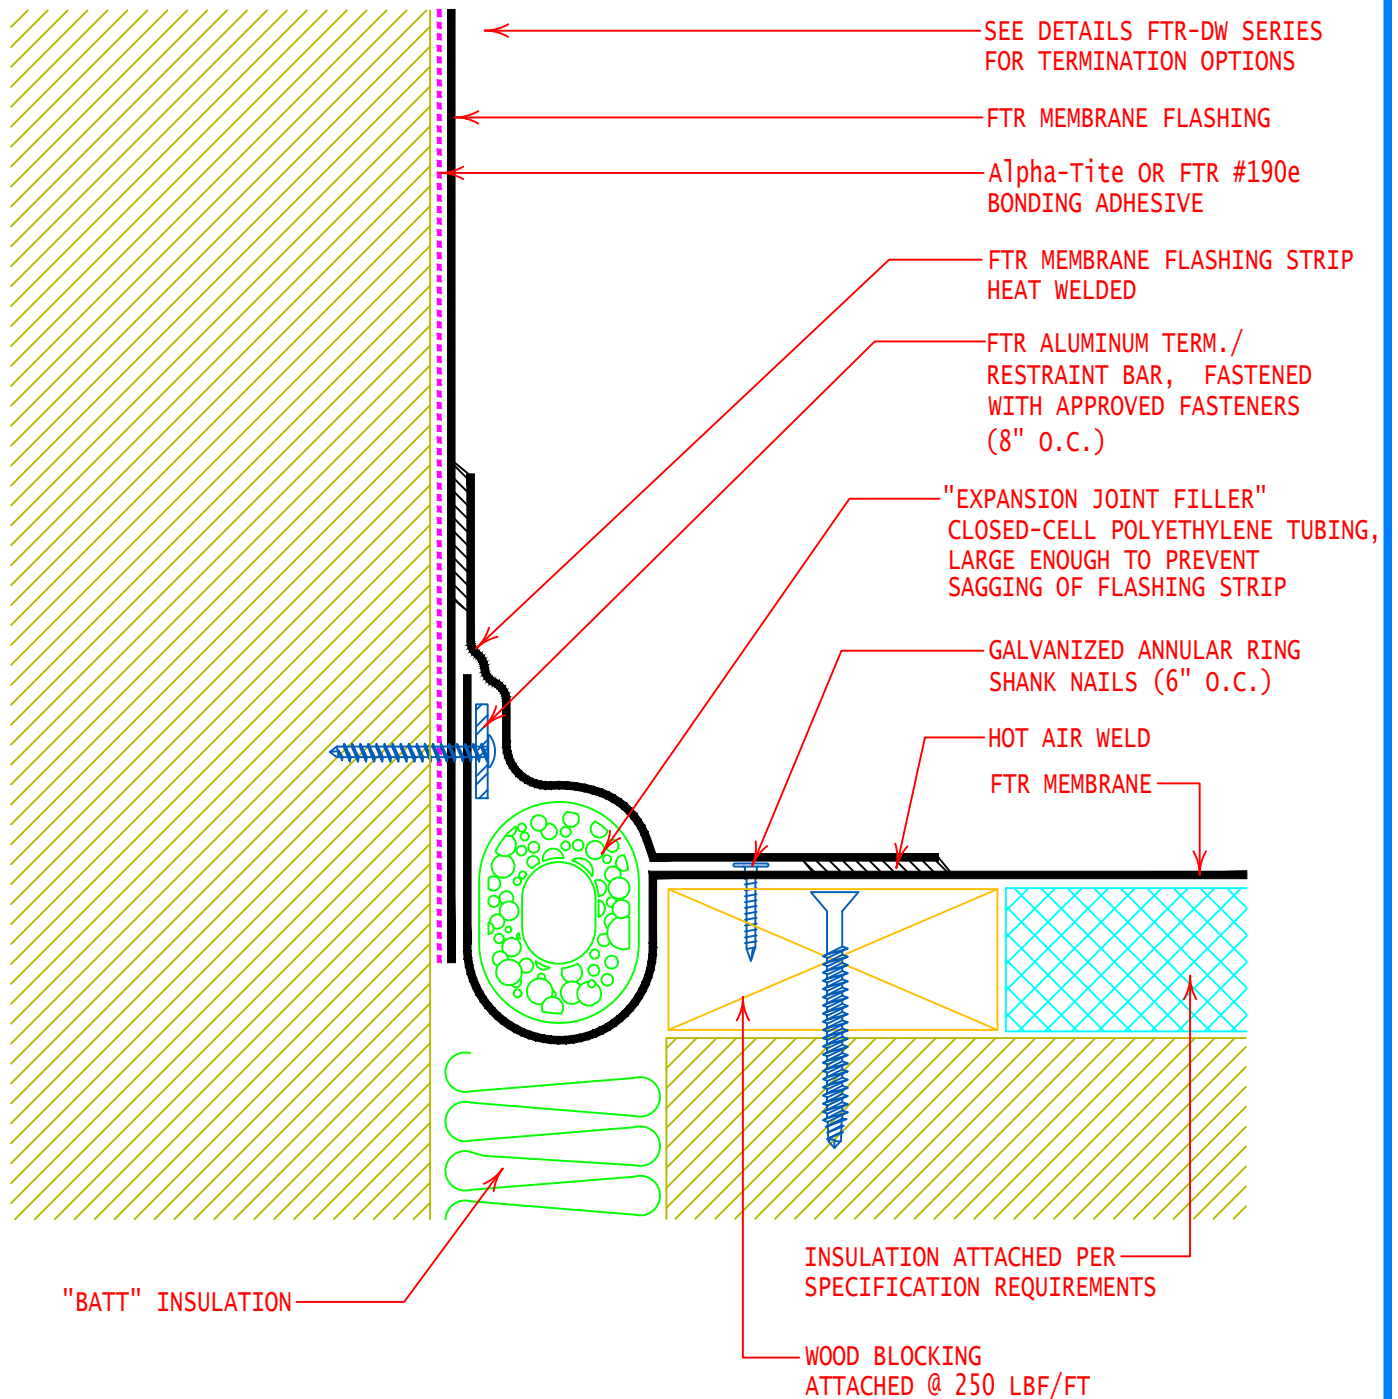 SEE DETAILS FTR-DW SERIES
FOR TERMINATION OPTIONS
FTR MEMBRANE FLASHING
Alpha-Tite OR FTR #190e
BONDING ADHESIVE
FTR MEMBRANE FLASHING STRIP
HEAT WELDED
FTR ALUMINUM TERM./
RESTRAINT BAR, FASTENED
WITH APPROVED FASTENERS
(8" O.C.)
"EXPANSION JOINT FILLER"
CLOSED-CELL POLYETHYLENE TUBING,
LARGE ENOUGH TO PREVENT
SAGGING OF FLASHING STRIP
GALVANIZED ANNULAR RING
SHANK NAILS (6" O.C.)
HOT AIR WELD
FTR MEMBRANE
INSULATION ATTACHED PER
SPECIFICATION REQUIREMENTS
"BATT" INSULATION
WOOD BLOCKING
ATTACHED @ 250 LBF/FT